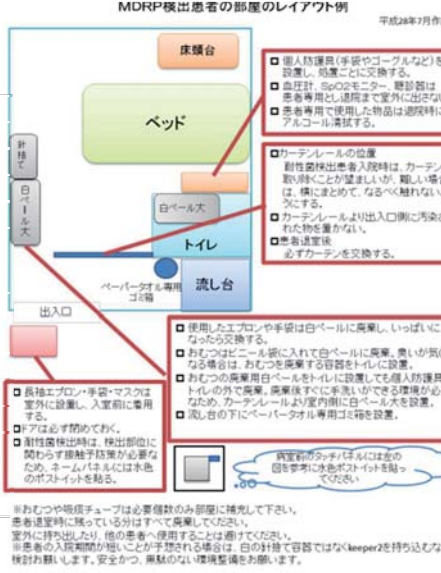 MDRP検出患者の部屋のレイアウト例
平成28年7月作
床頭台
ベッド
針捨て
白ペール大
白ペール大
トイレ
ペーパータオル専用
ゴミ箱
流し台
出入口
個人防護具(手袋やゴーグルなど)を
設置し、処置ごとに交換する。
血圧計、SpO2モニター、聴診器は
患者専用とし退院まで室外に出さない
患者専用で使用した物品は退院時に
アルコール清拭する。
カーテンレールの位置
耐性菌検出患者入院時は、カーテン
取り除くことが望ましいが、難しい場合
は、横にまとめて、なるべく触れない
うにする。
カーテンレールより出入口側に汚染
れた物を置かない。
患者退室後
必ずカーテンを交換する。
使用したエプロンや手袋は白ペールに廃棄し、いっぱいに
なったら交換する。
おむつはビニール袋に入れて白ペールに廃棄。臭いが気に
なる場合は、おむつを廃棄する容器をトイレに設置。
おむつの廃棄用白ペールをトイレに設置しても個人防護具
トイレの外で廃棄。廃棄後すぐに手洗いができる環境が必
なため、カーテンレールより室内側に白ペール大を設置。
流し台の下にペーパータオル専用ゴミ箱を設置。
長袖エプロン・手袋・マスクは
室外に設置し、入室前に着用
する。
ドアは必ず閉めておく。
耐性菌検出時は、検出部位に
関わらず接触予防策が必要な
ため、ネームパネルには水色
のポストイットを貼る。
病室前のタッチパネルには左の
図を参考に水色ポストイットを貼っ
てください
※おむつや吸引チューブは必要個数のみ部屋に補充して下さい。
患者退室時に残っている分はすべて廃棄してください。
室外に持ち出したり、他の患者へ使用することは避けてください。
※患者の入院期間が短いことが予想される場合は、白の針捨て容器ではなくkeeper2を持ち込むな
検討お願いします。安全かつ、無駄のない環境整備をお願います。